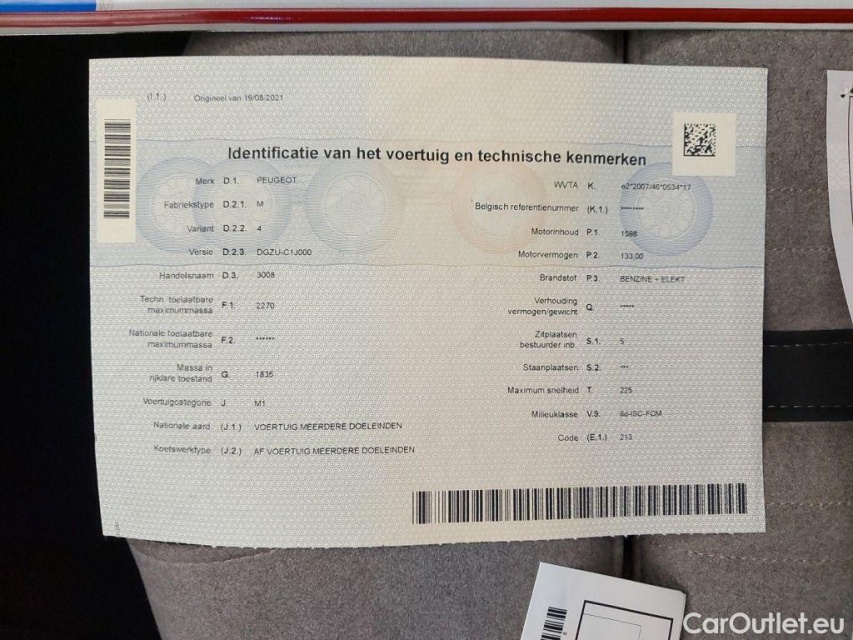 (I.1.) Origineel van 19/08/2021
Identificatie van het voertuig en technische kenmerken
Merk D.1. PEUGEOT
Fabriekstype D.2.1. M
Variant D.2.2. 4
Versie D.2.3. DGZU-C1J000
Handelsnaam D.3. 3008
Techn. toelaatbare
maximummassa F.1. 2270
Nationale toelaatbare
maximummassa F.2. ******
Massa in
rijklare toestand G. 1835
Voertuigcategorie J. M1
Nationale aard (J.1.) VOERTUIG MEERDERE DOELEINDEN
Koetswerktype (J.2.) AF VOERTUIG MEERDERE DOELEINDEN
WVTA K. e2*2007/46*0534*17
Belgisch referentienummer (K.1.) ********
Motorinhoud P.1. 1598
Motorvermogen P.2. 133,00
Brandstof P.3. BENZINE + ELEKT
Verhouding
vermogen/gewicht Q. *****
Zitplaatsen
bestuurder inb. S.1. 5
Staanplaatsen S.2. ***
Maximum snelheid T. 225
Milieuklasse V.9. 6d-ISC-FCM
Code (E.1.) 213
CarOutlet.eu